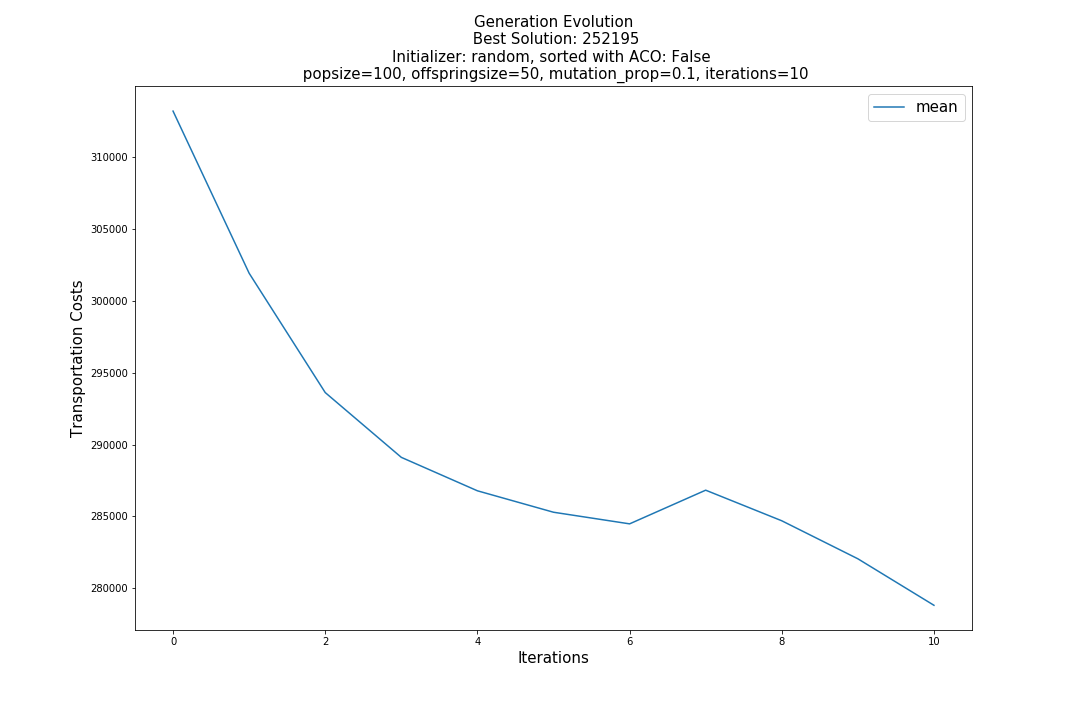 Generation Evolution
Best Solution: 252195
Initializer: random, sorted with ACO: False
popsize=100, offspringsize=50, mutation_prop=0.1, iterations=10
mean
310000
305000
300000
295000
290000
285000
280000
Transportation Costs
0 2 4 6 8 10
Iterations